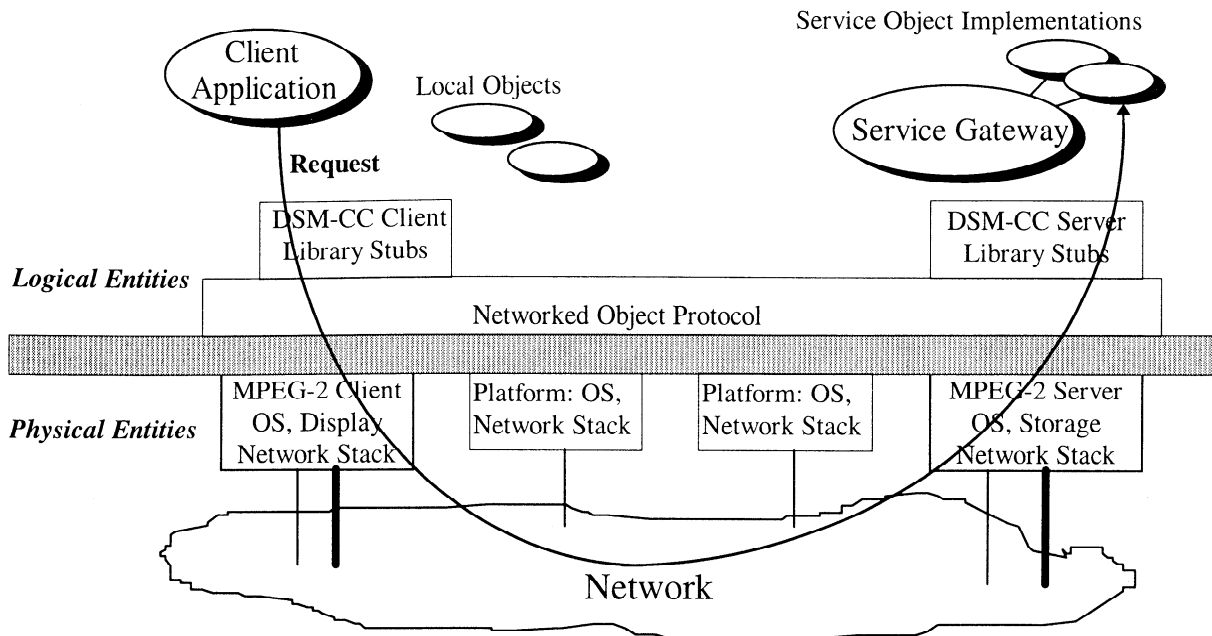 Service Object Implementations
Client
Application
Local Objects
Service Gateway
Request
DSM-CC Client
Library Stubs
DSM-CC Server
Library Stubs
Logical Entities
Networked Object Protocol
Physical Entities
MPEG-2 Client
OS, Display
Network Stack
Platform: OS,
Network Stack
Platform: OS,
Network Stack
MPEG-2 Server
OS, Storage
Network Stack
Network